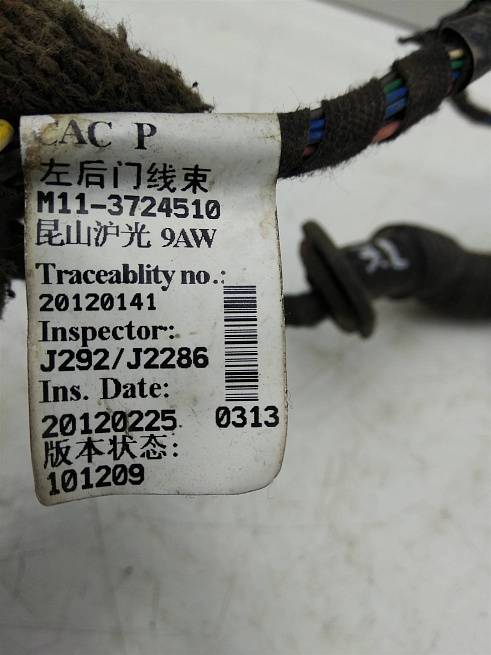 CAC P
左后门线束
M11-3724510
昆山沪光 9AW
Traceablity no.:
20120141
Inspector:
J292/J2286
Ins. Date:
20120225 0313
版本状态:
101209